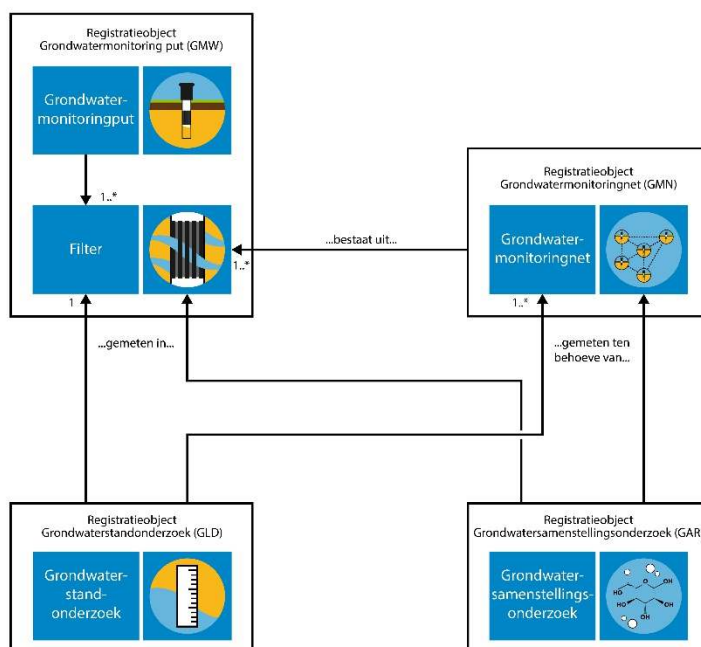 Registratieobject
Grondwatermonitoring put (GMW)
Grondwater-
monitoringput
1..*
Filter
1..*
1
Registratieobject
Grondwatermonitoringnet (GMN)
Grondwater-
monitoringnet
1..*
...bestaat uit...
...gemeten in...
...gemeten ten
behoeve van...
Registratieobject
Grondwaterstandonderzoek (GLD)
Grondwater-
stand-
onderzoek
Registratieobject
Grondwatersamenstellingsonderzoek (GAR)
Grondwater-
samenstellings-
onderzoek
OH
O
HO
OH
HO
OH
OH